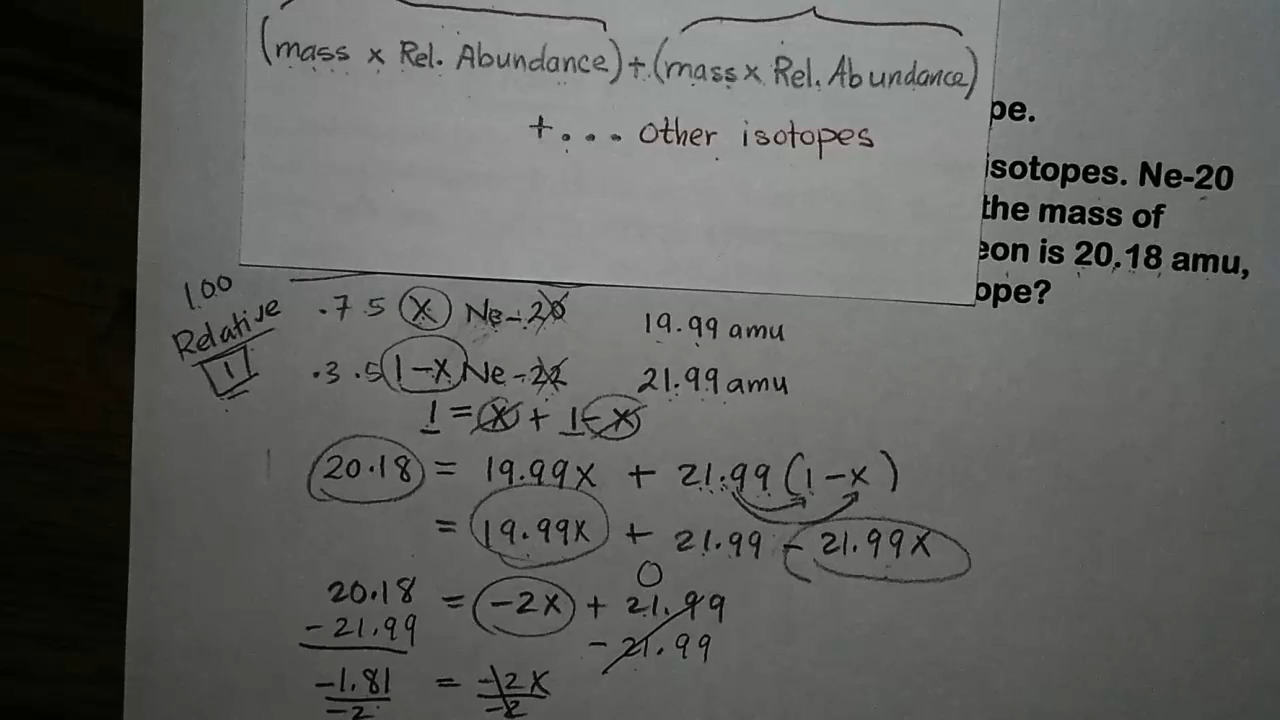 (mass x Rel. Abundance) + (mass x Rel. Abundance)
+ . . . Other isotopes
pe.
isotopes. Ne-20
the mass of
eon is 20.18 amu,
ope?
1.00
Relative
1
.75 x Ne-20 19.99 amu
.3.5 1-x Ne-22 21.99 amu
1 = x + 1-x
20.18 = 19.99x + 21.99 (1-x)
= 19.99x + 21.99 - 21.99x
0
20.18 = -2x + 21.99
-21.99 -21.99
-1.81 = -2x
-2 -2